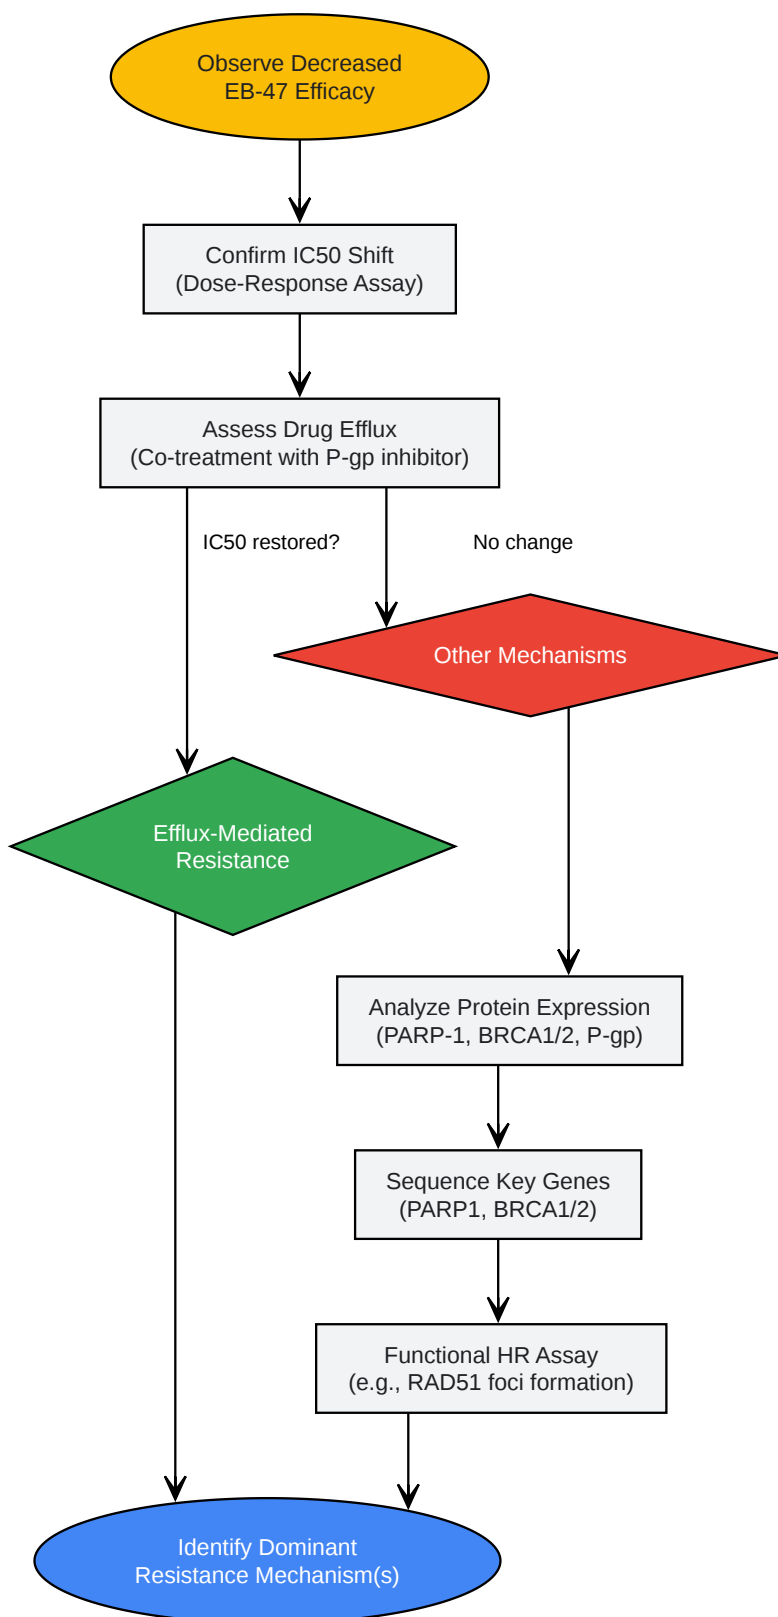 Observe Decreased
EB-47 Efficacy
Confirm IC50 Shift
(Dose-Response Assay)
Assess Drug Efflux
(Co-treatment with P-gp inhibitor)
IC50 restored?
No change
Other Mechanisms
Efflux-Mediated
Resistance
Analyze Protein Expression
(PARP-1, BRCA1/2, P-gp)
Sequence Key Genes
(PARP1, BRCA1/2)
Functional HR Assay
(e.g., RAD51 foci formation)
Identify Dominant
Resistance Mechanism(s)